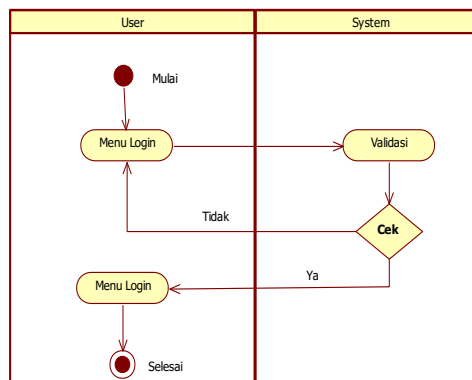 User
System
Mulai
Menu Login
Validasi
Tidak
Cek
Ya
Menu Login
Selesai